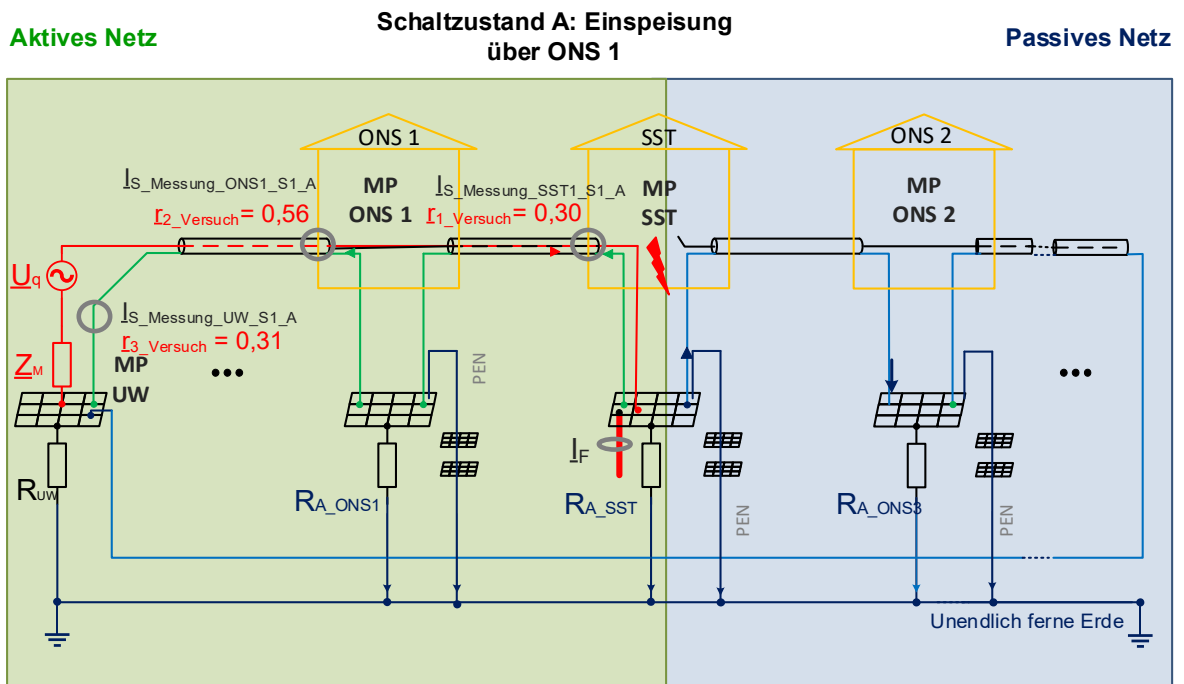 Schaltzustand A: Einspeisung
über ONS 1
Aktives Netz
Passives Netz
ONS 1
SST
ONS 2
I_S_Messung_ONS1_S1_A
r_2_Versuch = 0,56
MP
ONS 1
I_S_Messung_SST1_S1_A
r_1_Versuch = 0,30
MP
SST
MP
ONS 2
U_q
I_S_Messung_UW_S1_A
r_3_Versuch = 0,31
Z_M
MP
UW
•••
•••
PEN
I_F
R_UW
R_A_ONS1
R_A_SST
PEN
R_A_ONS3
PEN
Unendlich ferne Erde